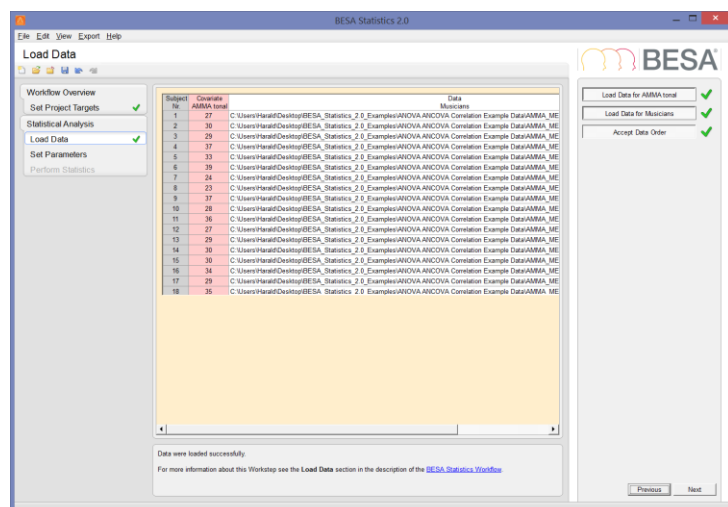 BESA Statistics 2.0
File Edit View Export Help
Load Data
BESA
Workflow Overview
Set Project Targets
Statistical Analysis
Load Data
Set Parameters
Perform Statistics
Subject Nr. Covariate AMMA tonal Data Musicians
1 27 C:\Users\Harald\Desktop\BESA_Statistics_2.0_Examples\ANOVA ANCOVA Correlation Example Data\AMMA_ME
2 30 C:\Users\Harald\Desktop\BESA_Statistics_2.0_Examples\ANOVA ANCOVA Correlation Example Data\AMMA_ME
3 29 C:\Users\Harald\Desktop\BESA_Statistics_2.0_Examples\ANOVA ANCOVA Correlation Example Data\AMMA_ME
4 37 C:\Users\Harald\Desktop\BESA_Statistics_2.0_Examples\ANOVA ANCOVA Correlation Example Data\AMMA_ME
5 33 C:\Users\Harald\Desktop\BESA_Statistics_2.0_Examples\ANOVA ANCOVA Correlation Example Data\AMMA_ME
6 39 C:\Users\Harald\Desktop\BESA_Statistics_2.0_Examples\ANOVA ANCOVA Correlation Example Data\AMMA_ME
7 24 C:\Users\Harald\Desktop\BESA_Statistics_2.0_Examples\ANOVA ANCOVA Correlation Example Data\AMMA_ME
8 23 C:\Users\Harald\Desktop\BESA_Statistics_2.0_Examples\ANOVA ANCOVA Correlation Example Data\AMMA_ME
9 37 C:\Users\Harald\Desktop\BESA_Statistics_2.0_Examples\ANOVA ANCOVA Correlation Example Data\AMMA_ME
10 28 C:\Users\Harald\Desktop\BESA_Statistics_2.0_Examples\ANOVA ANCOVA Correlation Example Data\AMMA_ME
11 36 C:\Users\Harald\Desktop\BESA_Statistics_2.0_Examples\ANOVA ANCOVA Correlation Example Data\AMMA_ME
12 27 C:\Users\Harald\Desktop\BESA_Statistics_2.0_Examples\ANOVA ANCOVA Correlation Example Data\AMMA_ME
13 29 C:\Users\Harald\Desktop\BESA_Statistics_2.0_Examples\ANOVA ANCOVA Correlation Example Data\AMMA_ME
14 30 C:\Users\Harald\Desktop\BESA_Statistics_2.0_Examples\ANOVA ANCOVA Correlation Example Data\AMMA_ME
15 30 C:\Users\Harald\Desktop\BESA_Statistics_2.0_Examples\ANOVA ANCOVA Correlation Example Data\AMMA_ME
16 34 C:\Users\Harald\Desktop\BESA_Statistics_2.0_Examples\ANOVA ANCOVA Correlation Example Data\AMMA_ME
17 29 C:\Users\Harald\Desktop\BESA_Statistics_2.0_Examples\ANOVA ANCOVA Correlation Example Data\AMMA_ME
18 35 C:\Users\Harald\Desktop\BESA_Statistics_2.0_Examples\ANOVA ANCOVA Correlation Example Data\AMMA_ME
Load Data for AMMA tonal
Load Data for Musicians
Accept Data Order
Data were loaded successfully.
For more information about this Workstep see the Load Data section in the description of the BESA Statistics Workflow.
Previous Next